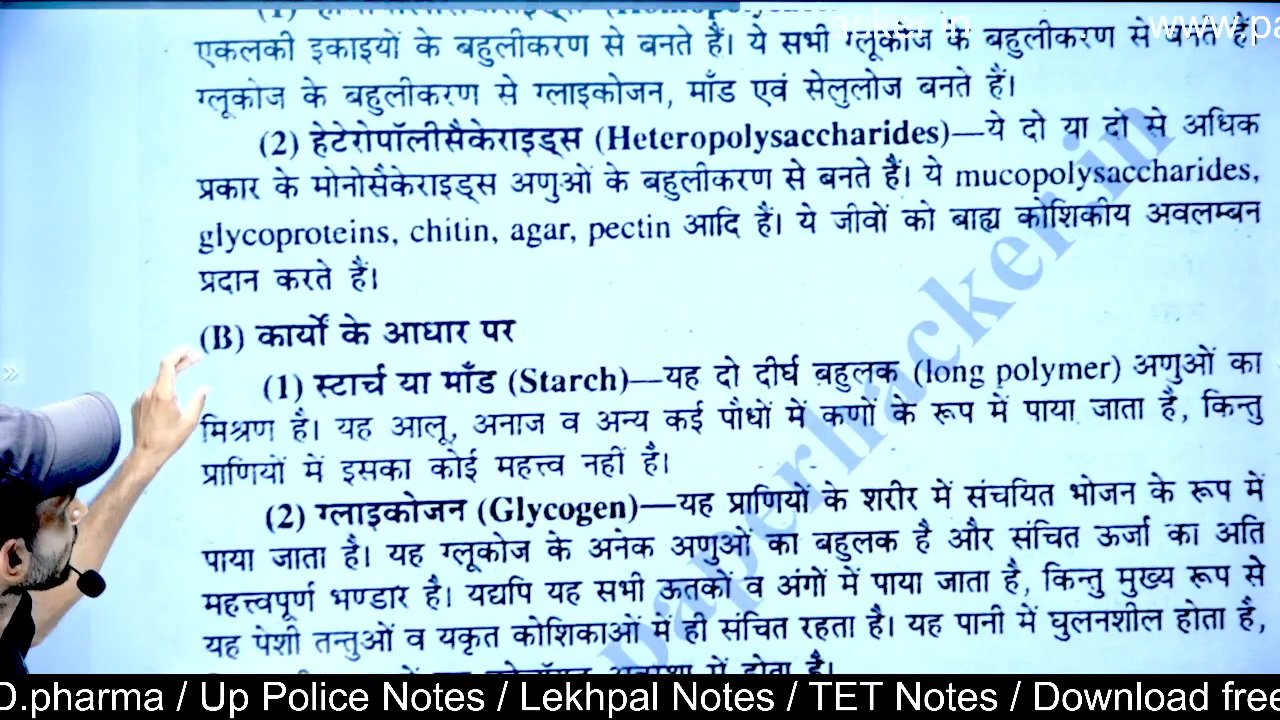 एकलकी इकाइयों के बहुलीकरण से बनते हैं। ये सभी ग्लूकोज के बहुलीकरण से बनते हैं।
ग्लूकोज के बहुलीकरण से ग्लाइकोजन, माँड एवं सेलुलोज बनते हैं।
(2) हेटेरोपॉलीसैकेराइड्स (Heteropolysaccharides)—ये दो या दो से अधिक
प्रकार के मोनोसैकेराइड्स अणुओं के बहुलीकरण से बनते हैं। ये mucopolysaccharides,
glycoproteins, chitin, agar, pectin आदि हैं। ये जीवों को बाह्य कोशिकीय अवलम्बन
प्रदान करते हैं।
(B) कार्यों के आधार पर
(1) स्टार्च या माँड (Starch)—यह दो दीर्घ बहुलक (long polymer) अणुओं का
मिश्रण है। यह आलू, अनाज व अन्य कई पौधों में कणों के रूप में पाया जाता है, किन्तु
प्राणियों में इसका कोई महत्त्व नहीं है।
(2) ग्लाइकोजन (Glycogen)—यह प्राणियों के शरीर में संचयित भोजन के रूप में
पाया जाता है। यह ग्लूकोज के अनेक अणुओं का बहुलक है और संचित ऊर्जा का अति
महत्त्वपूर्ण भण्डार है। यद्यपि यह सभी ऊतकों व अंगों में पाया जाता है, किन्तु मुख्य रूप से
यह पेशी तन्तुओं व यकृत कोशिकाओं में ही संचित रहता है। यह पानी में घुलनशील होता है,
में होता है।
paperhacker.in
www.pa
D.pharma / Up Police Notes / Lekhpal Notes / TET Notes / Download free